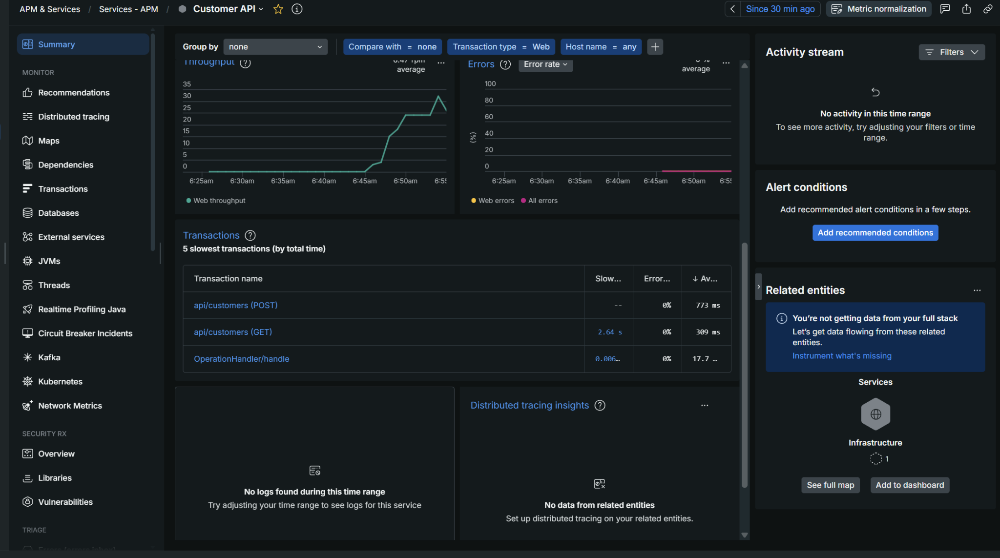 APM & Services / Services - APM / Customer API
Since 30 min ago
Metric normalization
Summary
MONITOR
Recommendations
Distributed tracing
Maps
Dependencies
Transactions
Databases
External services
JVMs
Threads
Realtime Profiling Java
Circuit Breaker Incidents
Kafka
Kubernetes
Network Metrics
SECURITY RX
Overview
Libraries
Vulnerabilities
TRIAGE
Errors (errors inbox)
Group by none
Compare with = none
Transaction type = Web
Host name = any
Throughput
6.47 rpm
average
35
30
25
20
15
10
5
0
6:25am 6:30am 6:35am 6:40am 6:45am 6:50am 6:55
Web throughput
Errors Error rate
0 %
average
100
80
60
40
20
0
(%)
6:25am 6:30am 6:35am 6:40am 6:45am 6:50am 6:55
Web errors All errors
Transactions
5 slowest transactions (by total time)
Transaction name Slow... Error... Av...
api/customers (POST) -- 0% 773 ms
api/customers (GET) 2.64 s 0% 309 ms
OperationHandler/handle 0.006… 0% 17.7 …
No logs found during this time range
Try adjusting your time range to see logs for this service
Distributed tracing insights
No data from related entities
Set up distributed tracing on your related entities.
Activity stream
Filters
No activity in this time range
To see more activity, try adjusting your filters or time
range.
Alert conditions
Add recommended alert conditions in a few steps.
Add recommended conditions
Related entities
You’re not getting data from your full stack
Let’s get data flowing from these related
entities.
Instrument what's missing
Services
Infrastructure
1
See full map
Add to dashboard